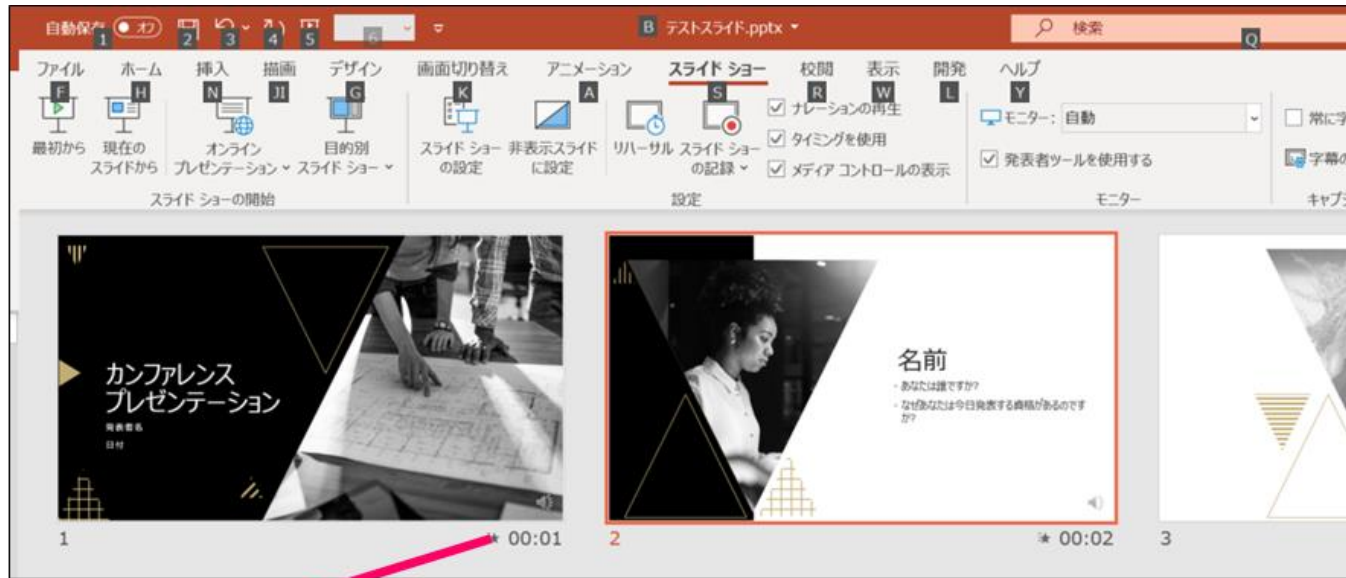 自動保存 オフ テストスライド.pptx 検索
1 2 3 4 5 6 B Q
ファイル ホーム 挿入 描画 デザイン 画面切り替え アニメーション スライド ショー 校閲 表示 開発 ヘルプ
F H N JI G K A S R W L Y
最初から 現在の オンライン 目的別 スライド ショー 非表示スライド リハーサル スライド ショー
スライドから プレゼンテーション スライド ショー の設定 に設定 の記録
ナレーションの再生
タイミングを使用
メディア コントロールの表示
モニター: 自動
発表者ツールを使用する
常に字
字幕の
スライド ショーの開始 設定 モニター キャプシ
カンファレンス
プレゼンテーション
発表者名
日付
1 00:01
名前
・あなたは誰ですか?
・なぜあなたは今日発表する資格があるのです
か?
2 00:02
3